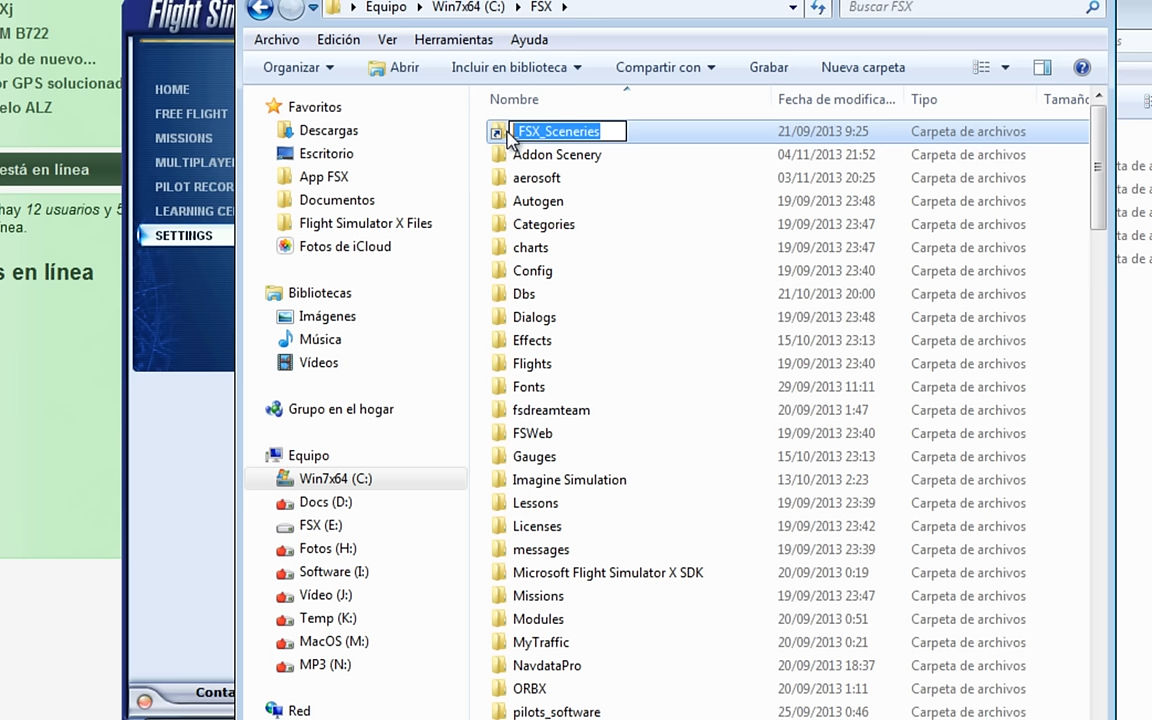 Xj
M B722
do de nuevo...
or GPS solucionad
elo ALZ
está en línea
hay 12 usuarios y 5
nea.
s en línea
Flight Sin
HOME
FREE FLIGHT
MISSIONS
MULTIPLAYE
PILOT RECOR
LEARNING CE
SETTINGS
Conta
Equipo
Win7x64 (C:)
FSX
Buscar FSX
Archivo
Edición
Ver
Herramientas
Ayuda
Organizar
Abrir
Incluir en biblioteca
Compartir con
Grabar
Nueva carpeta
Favoritos
Descargas
Escritorio
App FSX
Documentos
Flight Simulator X Files
Fotos de iCloud
Bibliotecas
Imágenes
Música
Vídeos
Grupo en el hogar
Equipo
Win7x64 (C:)
Docs (D:)
FSX (E:)
Fotos (H:)
Software (I:)
Vídeo (J:)
Temp (K:)
MacOS (M:)
MP3 (N:)
Red
Nombre Fecha de modifica... Tipo Tamaño
_FSX_Sceneries 21/09/2013 9:25 Carpeta de archivos
Addon Scenery 04/11/2013 21:52 Carpeta de archivos
aerosoft 03/11/2013 20:25 Carpeta de archivos
Autogen 19/09/2013 23:48 Carpeta de archivos
Categories 19/09/2013 23:47 Carpeta de archivos
charts 19/09/2013 23:47 Carpeta de archivos
Config 19/09/2013 23:40 Carpeta de archivos
Dbs 21/10/2013 20:00 Carpeta de archivos
Dialogs 19/09/2013 23:48 Carpeta de archivos
Effects 15/10/2013 23:13 Carpeta de archivos
Flights 19/09/2013 23:40 Carpeta de archivos
Fonts 29/09/2013 11:11 Carpeta de archivos
fsdreamteam 20/09/2013 1:47 Carpeta de archivos
FSWeb 19/09/2013 23:40 Carpeta de archivos
Gauges 15/10/2013 23:13 Carpeta de archivos
Imagine Simulation 13/10/2013 2:23 Carpeta de archivos
Lessons 19/09/2013 23:39 Carpeta de archivos
Licenses 19/09/2013 23:42 Carpeta de archivos
messages 19/09/2013 23:39 Carpeta de archivos
Microsoft Flight Simulator X SDK 20/09/2013 0:19 Carpeta de archivos
Missions 19/09/2013 23:47 Carpeta de archivos
Modules 20/09/2013 0:51 Carpeta de archivos
MyTraffic 20/09/2013 0:21 Carpeta de archivos
NavdataPro 20/09/2013 18:37 Carpeta de archivos
ORBX 20/09/2013 1:11 Carpeta de archivos
pilots_software 25/09/2013 0:46 Carpeta de archivos
s
ta de a
ta de a
ta de a
ta de a
ta de a